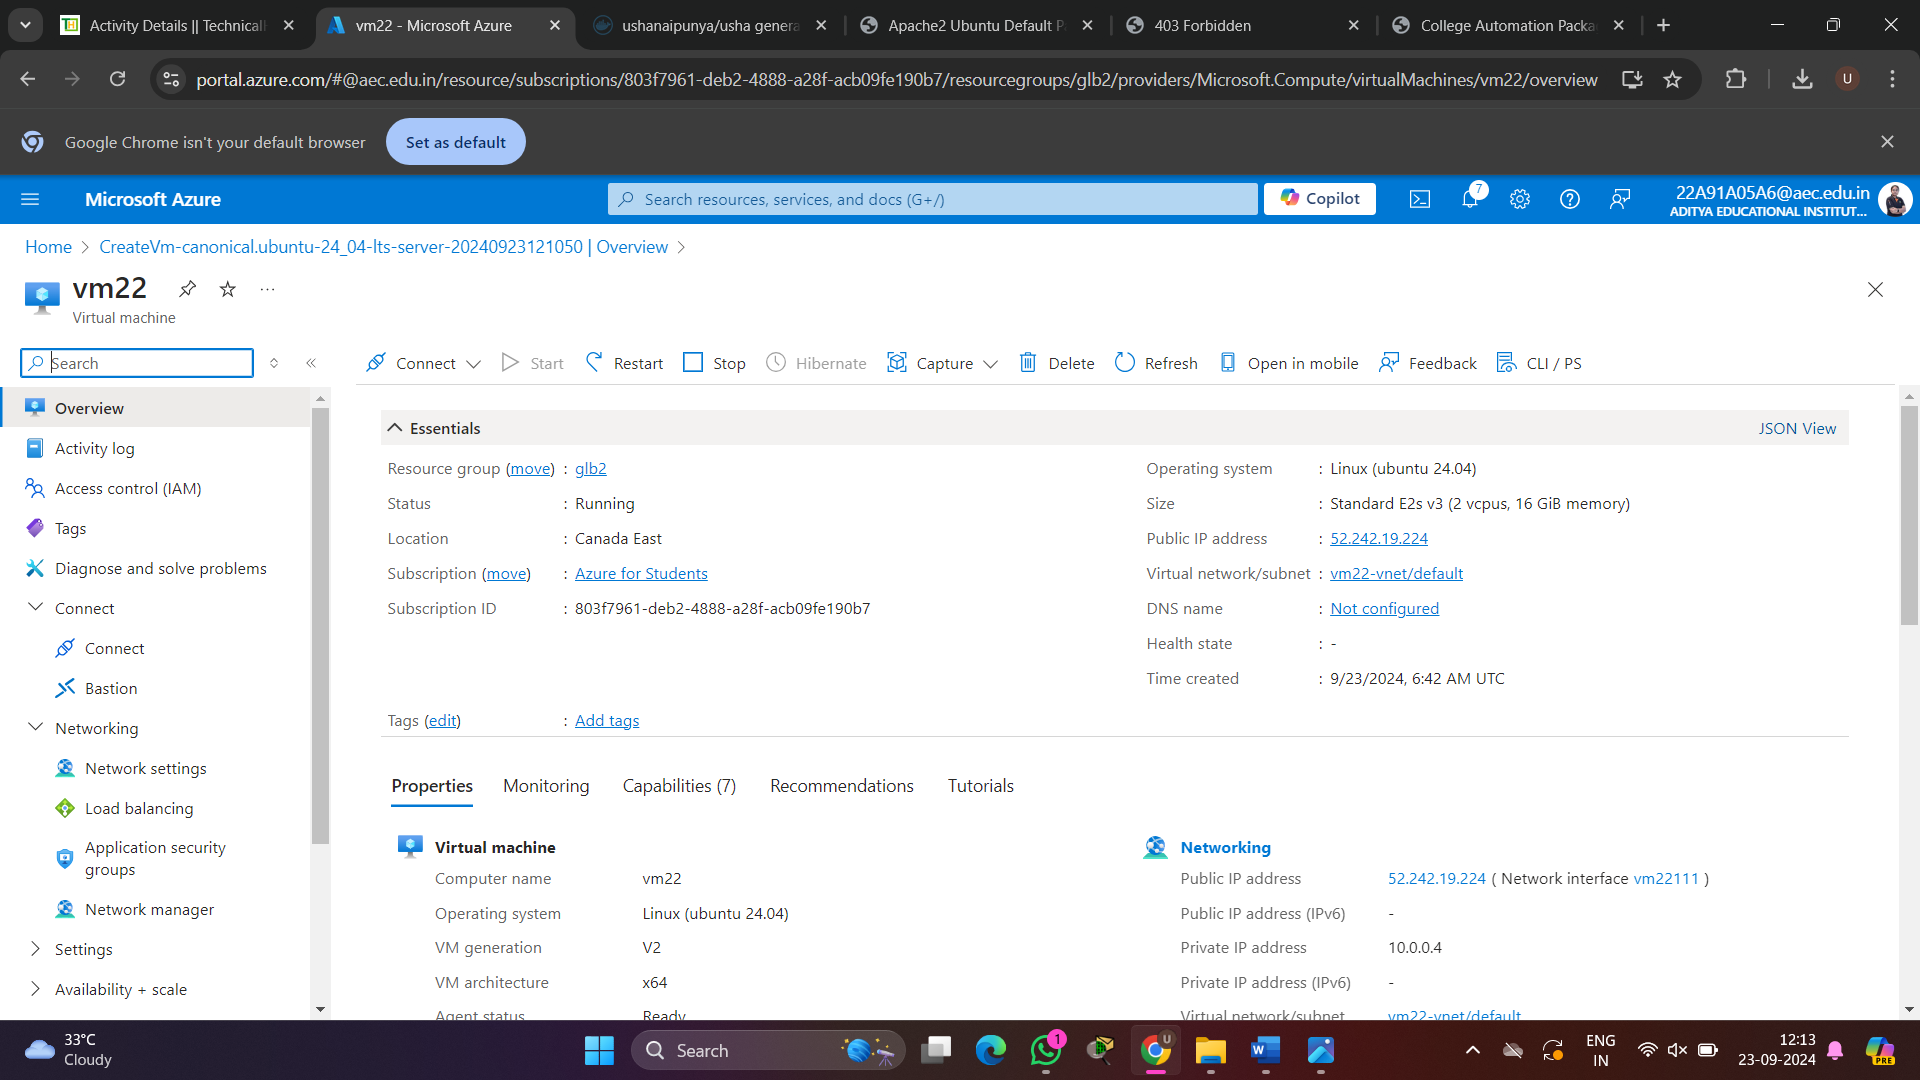 Activity Details || Technicall
vm22 - Microsoft Azure
ushanaipunya/usha genera
Apache2 Ubuntu Default P
403 Forbidden
College Automation Packa
portal.azure.com/#@aec.edu.in/resource/subscriptions/803f7961-deb2-4888-a28f-acb09fe190b7/resourcegroups/glb2/providers/Microsoft.Compute/virtualMachines/vm22/overview
U
Google Chrome isn't your default browser
Set as default
Microsoft Azure
Search resources, services, and docs (G+/)
Copilot
7
22A91A05A6@aec.edu.in
ADITYA EDUCATIONAL INSTITUT...
Home > CreateVm-canonical.ubuntu-24_04-lts-server-20240923121050 | Overview >
vm22
Virtual machine
Search
Connect
Start
Restart
Stop
Hibernate
Capture
Delete
Refresh
Open in mobile
Feedback
CLI / PS
Overview
Activity log
Access control (IAM)
Tags
Diagnose and solve problems
Connect
Connect
Bastion
Networking
Network settings
Load balancing
Application security
groups
Network manager
Settings
Availability + scale
Essentials
JSON View
Resource group (move) : glb2
Status : Running
Location : Canada East
Subscription (move) : Azure for Students
Subscription ID : 803f7961-deb2-4888-a28f-acb09fe190b7
Operating system : Linux (ubuntu 24.04)
Size : Standard E2s v3 (2 vcpus, 16 GiB memory)
Public IP address : 52.242.19.224
Virtual network/subnet : vm22-vnet/default
DNS name : Not configured
Health state : -
Time created : 9/23/2024, 6:42 AM UTC
Tags (edit) : Add tags
Properties
Monitoring
Capabilities (7)
Recommendations
Tutorials
Virtual machine
Computer name vm22
Operating system Linux (ubuntu 24.04)
VM generation V2
VM architecture x64
Agent status Ready
Networking
Public IP address 52.242.19.224 ( Network interface vm22111 )
Public IP address (IPv6) -
Private IP address 10.0.0.4
Private IP address (IPv6) -
Virtual network/subnet vm22-vnet/default
33°C
Cloudy
Search
1
U
W
ENG
IN
12:13
23-09-2024
PRE